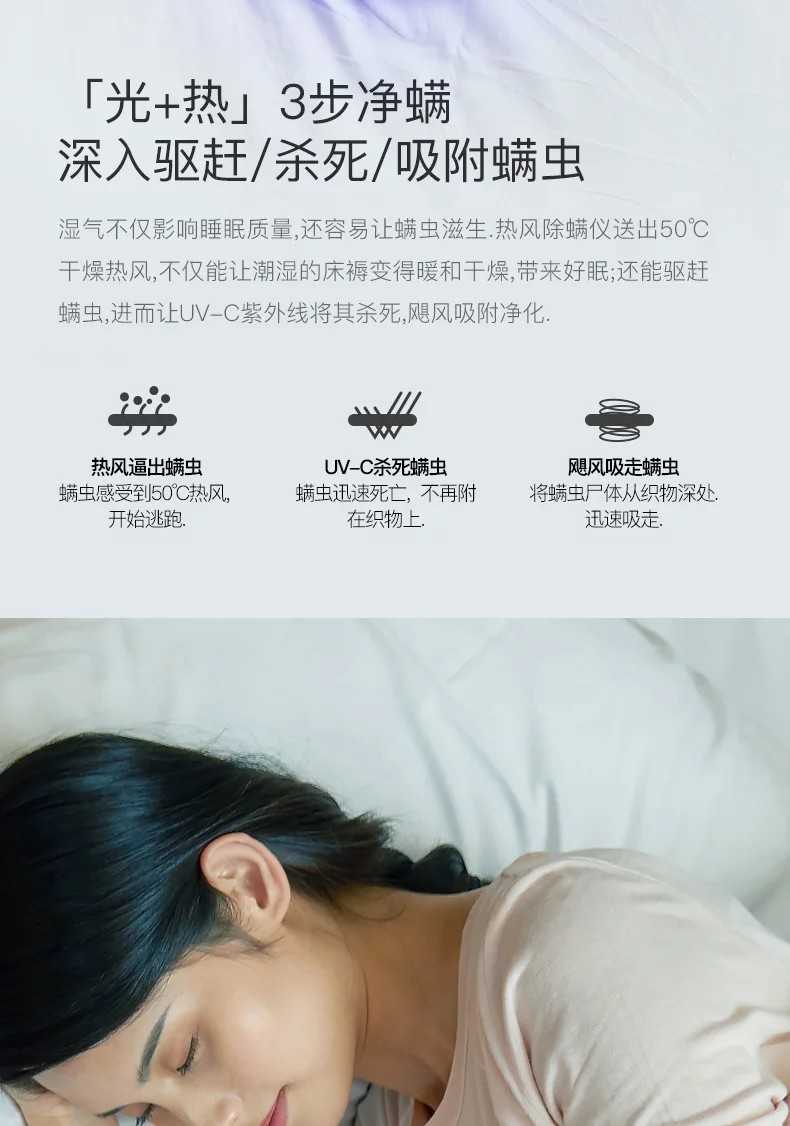 「光+热」3步净螨
深入驱赶/杀死/吸附螨虫
湿气不仅影响睡眠质量,还容易让螨虫滋生.热风除螨仪送出50℃
干燥热风,不仅能让潮湿的床褥变得暖和干燥,带来好眠;还能驱赶
螨虫,进而让UV-C紫外线将其杀死,飓风吸附净化.
热风逼出螨虫
螨虫感受到50℃热风,
开始逃跑.
UV-C杀死螨虫
螨虫迅速死亡, 不再附
在织物上.
飓风吸走螨虫
将螨虫尸体从织物深处.
迅速吸走.